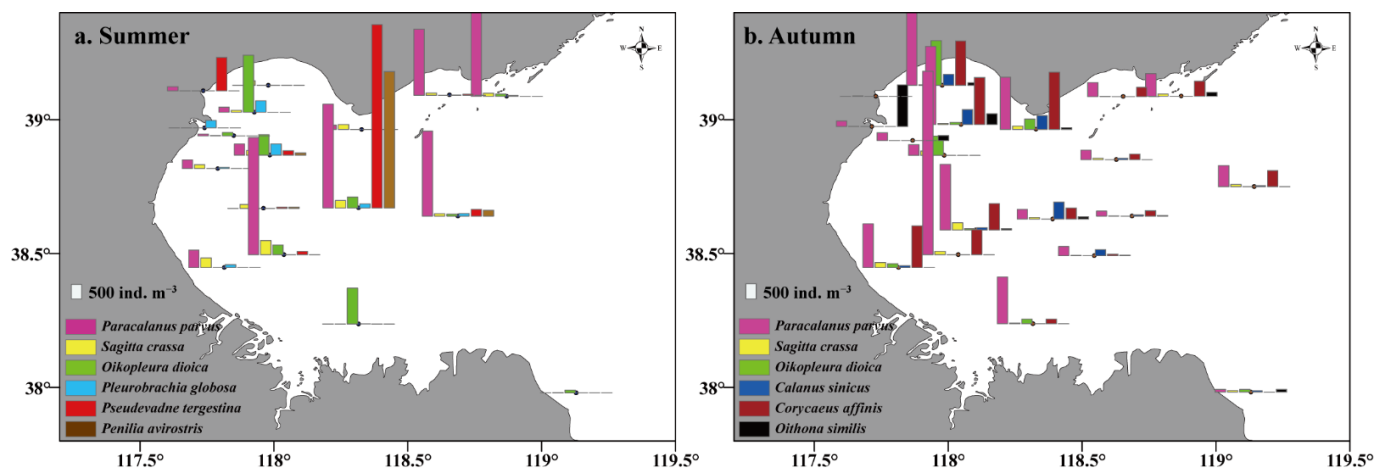 a. Summer
N
W E
S
39°
38.5°
38°
500 ind. m⁻³
Paracalanus parvus
Sagitta crassa
Oikopleura dioica
Pleurobrachia globosa
Pseudevadne tergestina
Penilia avirostris
117.5° 118° 118.5° 119° 119.5°
b. Autumn
N
W E
S
39°
38.5°
38°
500 ind. m⁻³
Paracalanus parvus
Sagitta crassa
Oikopleura dioica
Calanus sinicus
Corycaeus affinis
Oithona similis
117.5° 118° 118.5° 119° 119.5°